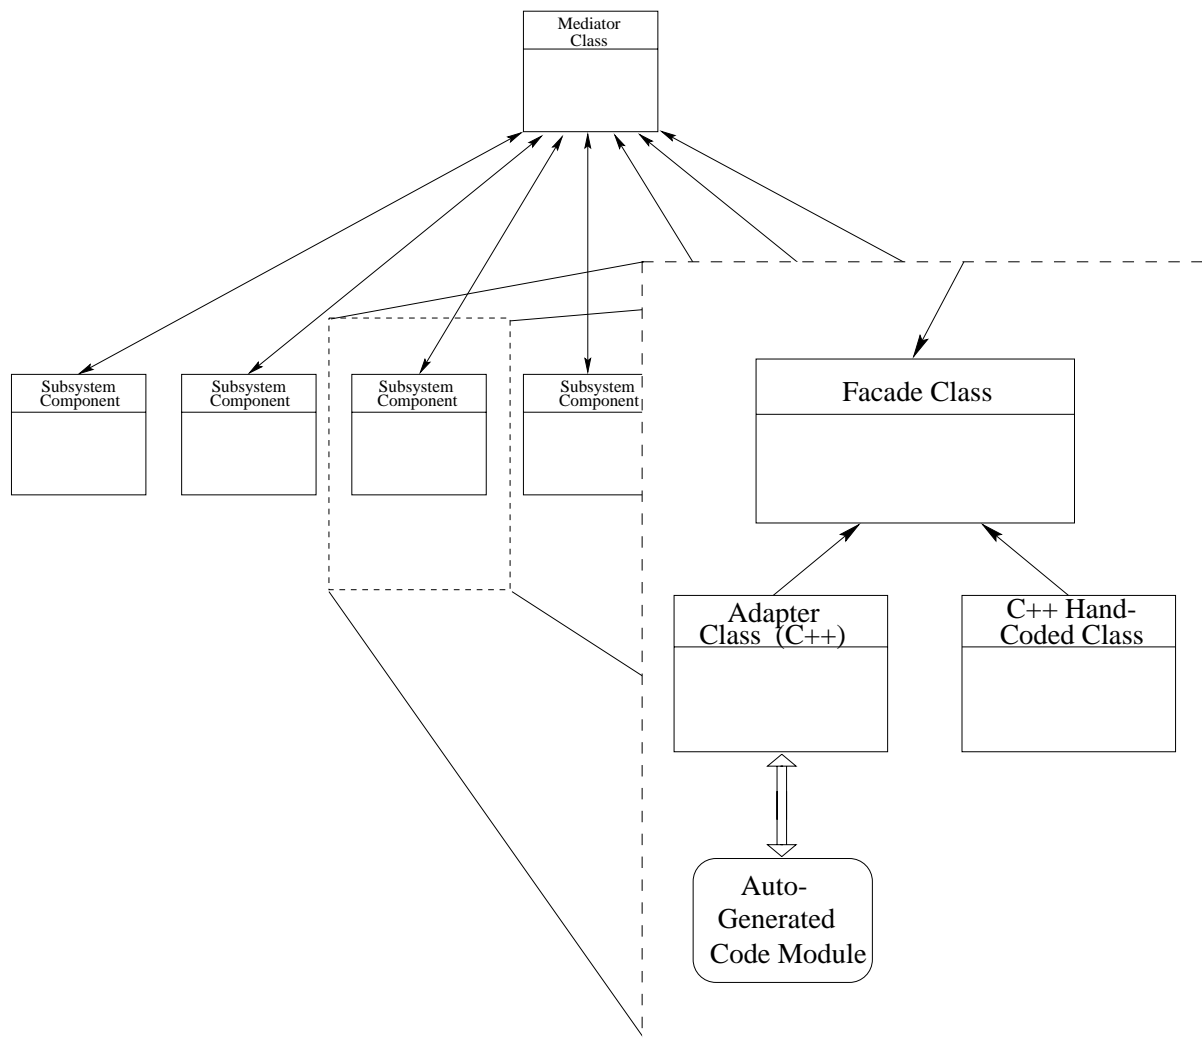 Mediator
Class
Subsystem
Component
Subsystem
Component
Subsystem
Component
Subsystem
Component
Facade Class
Adapter
Class (C++)
C++ Hand-
Coded Class
Auto-
Generated
Code Module